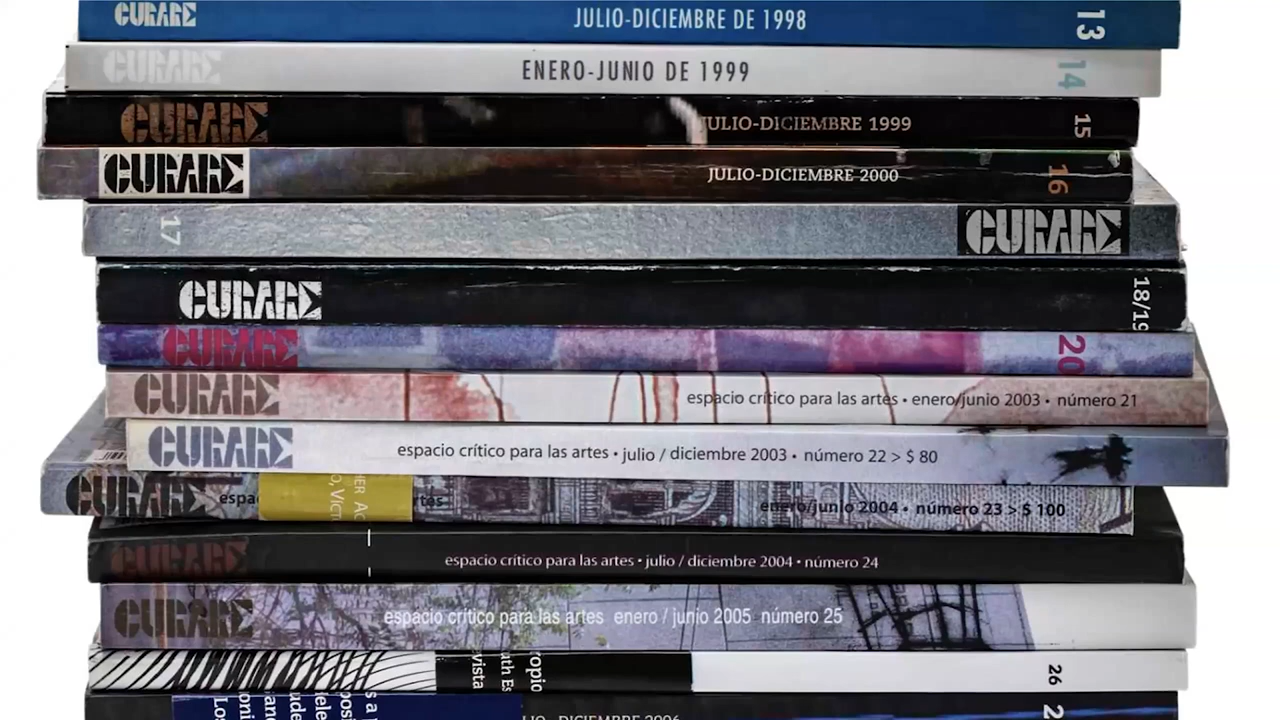 CURARE JULIO-DICIEMBRE DE 1998 13
CURARE ENERO-JUNIO DE 1999 14
CURARE JULIO-DICIEMBRE 1999 15
CURARE JULIO-DICIEMBRE 2000 16
17 CURARE
CURARE 18/19
CURARE 20
CURARE espacio crítico para las artes • enero/junio 2003 • número 21
CURARE espacio crítico para las artes • julio / diciembre 2003 • número 22 > $ 80
CURARE enero/junio 2004 • número 23 > $ 100
CURARE espacio crítico para las artes • julio / diciembre 2004 • número 24
CURARE espacio crítico para las artes enero / junio 2005 número 25
26
DICIEMBRE 2006